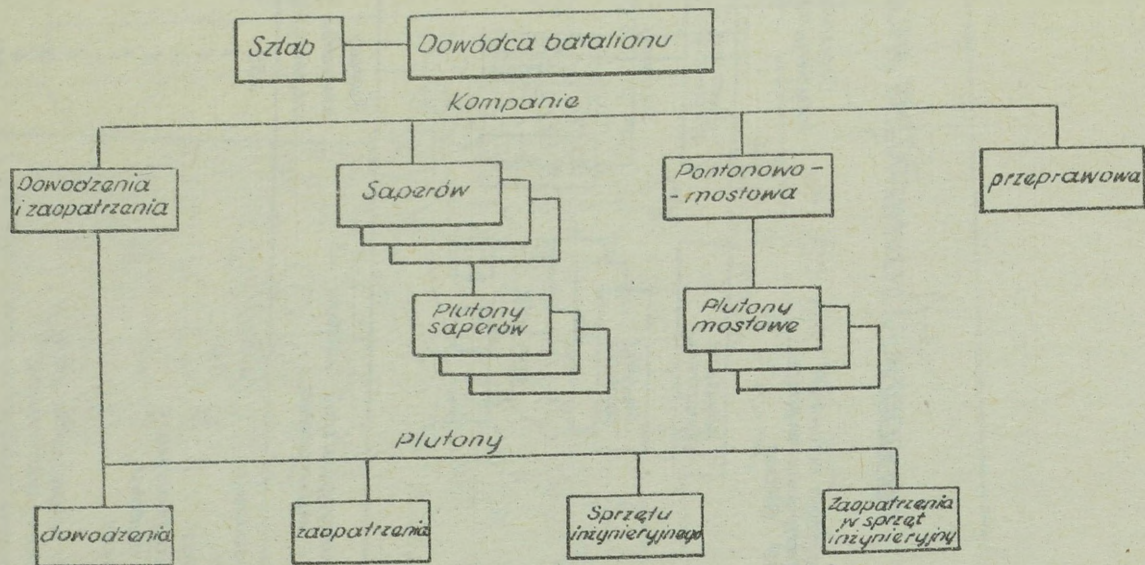 Sztab
Dowódca batalionu
Kompanie
Dowodzenia
i zaopatrzenia
Saperów
Pontonowo -
- mostowa
przeprawowa
Plutony
saperów
Plutony
mostowe
Plutony
dowodzenia
zaopatrzenia
Sprzętu
inżynieryjnego
Zaopatrzenia
w sprzęt
inżynieryjny